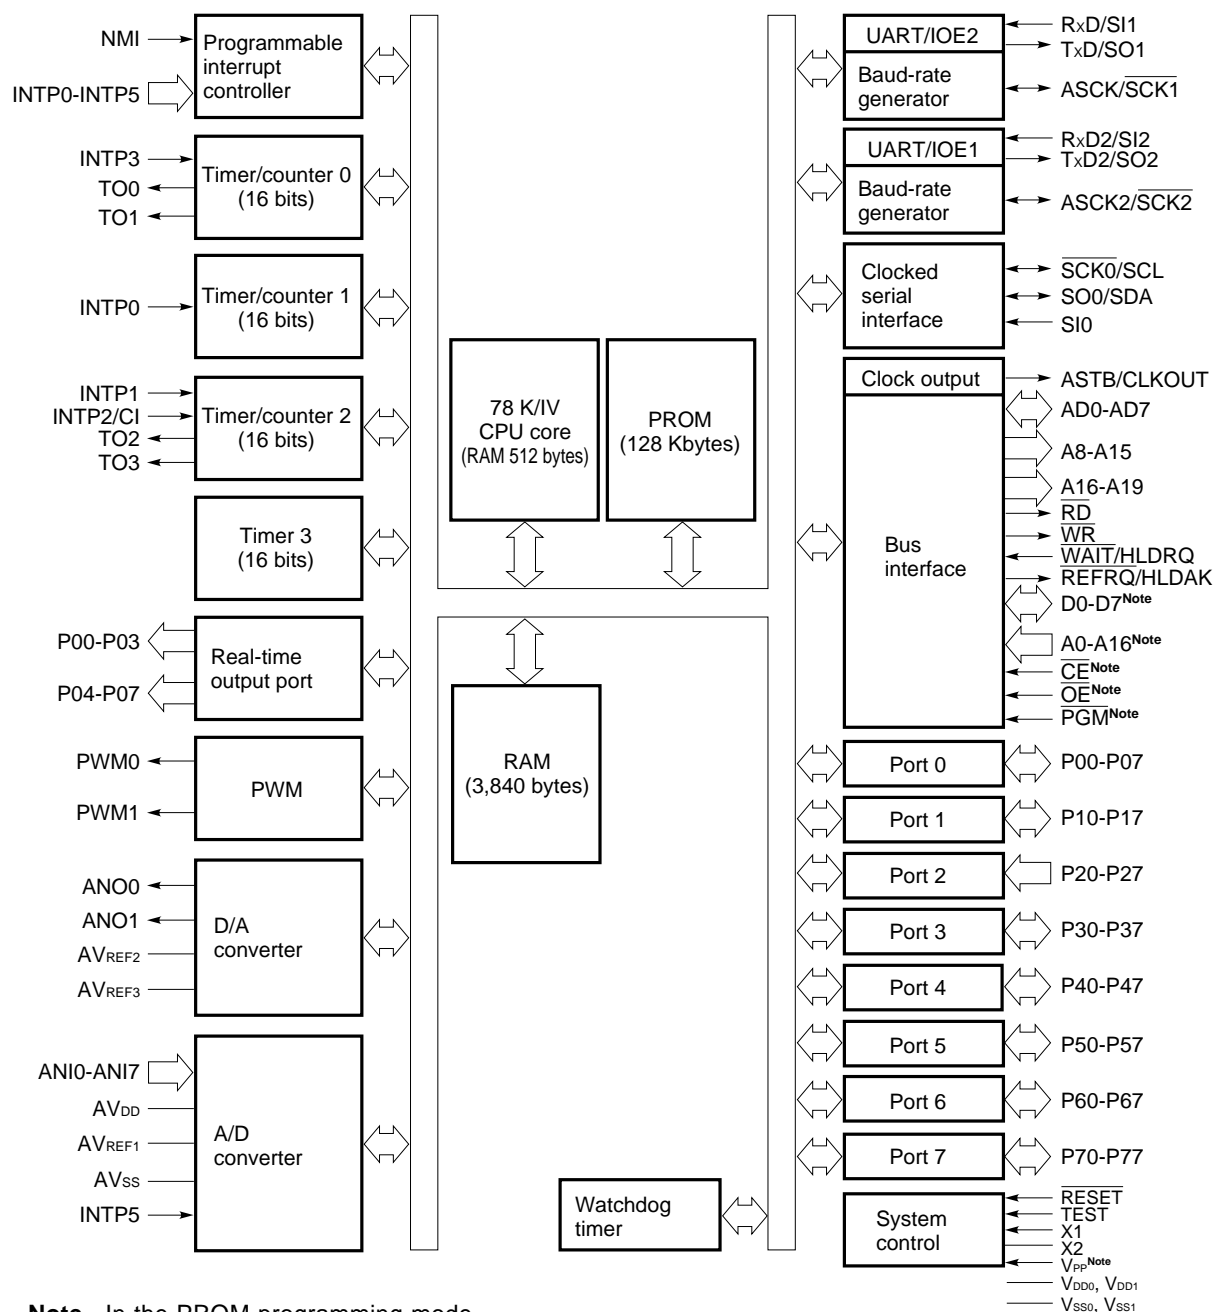 NMI
INTP0-INTP5
Programmable
interrupt
controller
INTP3
TO0
TO1
Timer/counter 0
(16 bits)
INTP0
Timer/counter 1
(16 bits)
INTP1
INTP2/CI
TO2
TO3
Timer/counter 2
(16 bits)
Timer 3
(16 bits)
P00-P03
P04-P07
Real-time
output port
PWM0
PWM1
PWM
ANO0
ANO1
AVREF2
AVREF3
D/A
converter
ANI0-ANI7
AVDD
AVREF1
AVSS
INTP5
A/D
converter
78 K/IV
CPU core
(RAM 512 bytes)
PROM
(128 Kbytes)
RAM
(3,840 bytes)
Watchdog
timer
UART/IOE2
Baud-rate
generator
RxD/SI1
TxD/SO1
ASCK/SCK1
UART/IOE1
Baud-rate
generator
RxD2/SI2
TxD2/SO2
ASCK2/SCK2
Clocked
serial
interface
SCK0/SCL
SO0/SDA
SI0
Clock output
Bus
interface
ASTB/CLKOUT
AD0-AD7
A8-A15
A16-A19
RD
WR
WAIT/HLDRQ
REFRQ/HLDAK
D0-D7Note
A0-A16Note
CENote
OENote
PGMNote
Port 0
P00-P07
Port 1
P10-P17
Port 2
P20-P27
Port 3
P30-P37
Port 4
P40-P47
Port 5
P50-P57
Port 6
P60-P67
Port 7
P70-P77
System
control
RESET
TEST
X1
X2
VPPNote
VDD0, VDD1
VSS0, VSS1
Note In the PROM programming mode